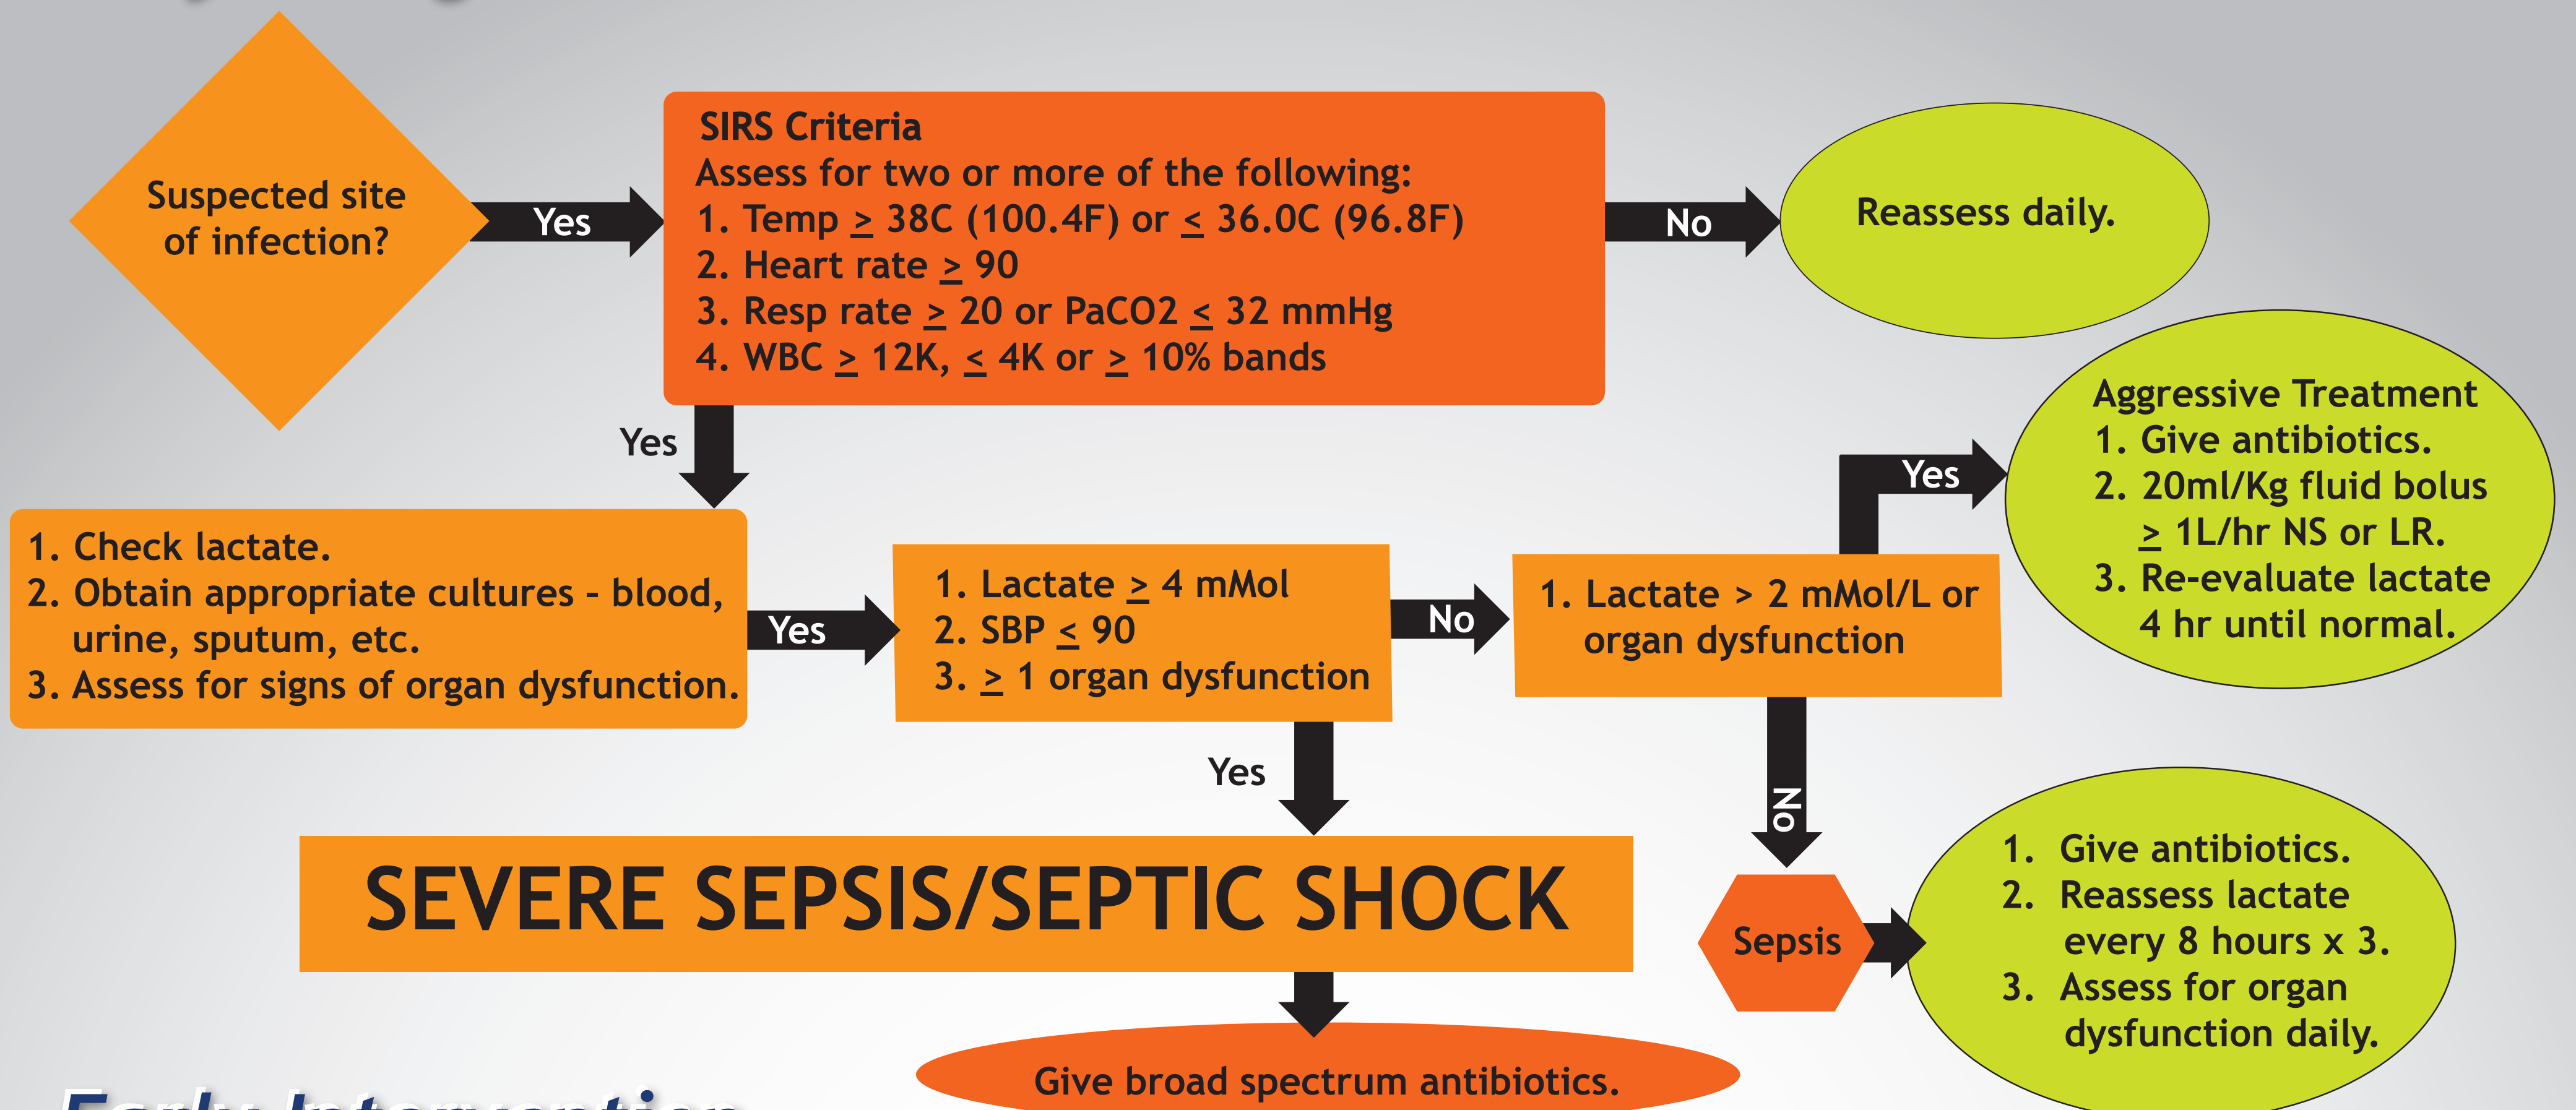 Suspected site
of infection?
Yes
SIRS Criteria
Assess for two or more of the following:
1. Temp ≥ 38C (100.4F) or ≤ 36.0C (96.8F)
2. Heart rate ≥ 90
3. Resp rate ≥ 20 or PaCO2 ≤ 32 mmHg
4. WBC ≥ 12K, ≤ 4K or ≥ 10% bands
No
Reassess daily.
Yes
1. Check lactate.
2. Obtain appropriate cultures - blood,
urine, sputum, etc.
3. Assess for signs of organ dysfunction.
Yes
1. Lactate ≥ 4 mMol
2. SBP ≤ 90
3. ≥ 1 organ dysfunction
No
1. Lactate > 2 mMol/L or
organ dysfunction
Yes
Aggressive Treatment
1. Give antibiotics.
2. 20ml/Kg fluid bolus
≥ 1L/hr NS or LR.
3. Re-evaluate lactate
4 hr until normal.
Yes
SEVERE SEPSIS/SEPTIC SHOCK
No
Sepsis
1. Give antibiotics.
2. Reassess lactate
every 8 hours x 3.
3. Assess for organ
dysfunction daily.
Give broad spectrum antibiotics.
Early Intervention